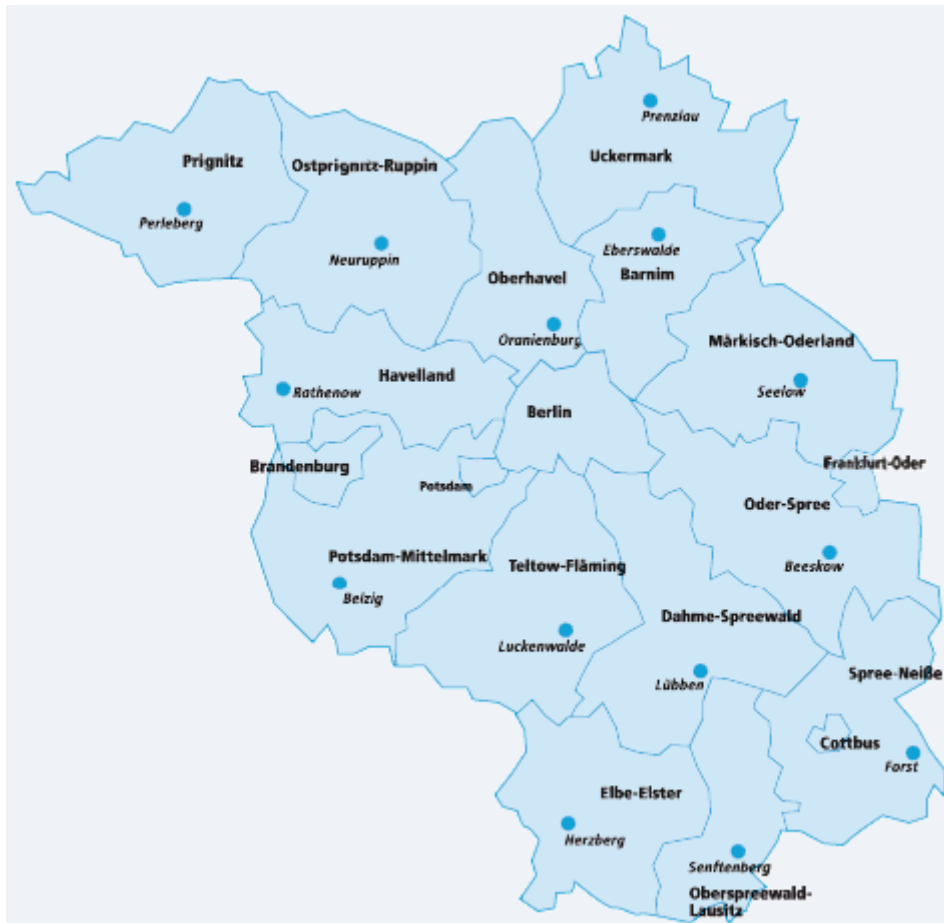 Prenzlau
Uckermark
Prignitz
Ostprignitz-Ruppin
Perleberg
Neuruppin
Eberswalde
Barnim
Oberhavel
Oranienburg
Märkisch-Oderland
Havelland
Rathenow
Seelow
Berlin
Brandenburg
Potsdam
Frankfurt-Oder
Oder-Spree
Potsdam-Mittelmark
Teltow-Fläming
Beeskow
Belzig
Dahme-Spreewald
Luckenwalde
Lübben
Spree-Neiße
Cottbus
Forst
Elbe-Elster
Herzberg
Senftenberg
Oberspreewald-
Lausitz